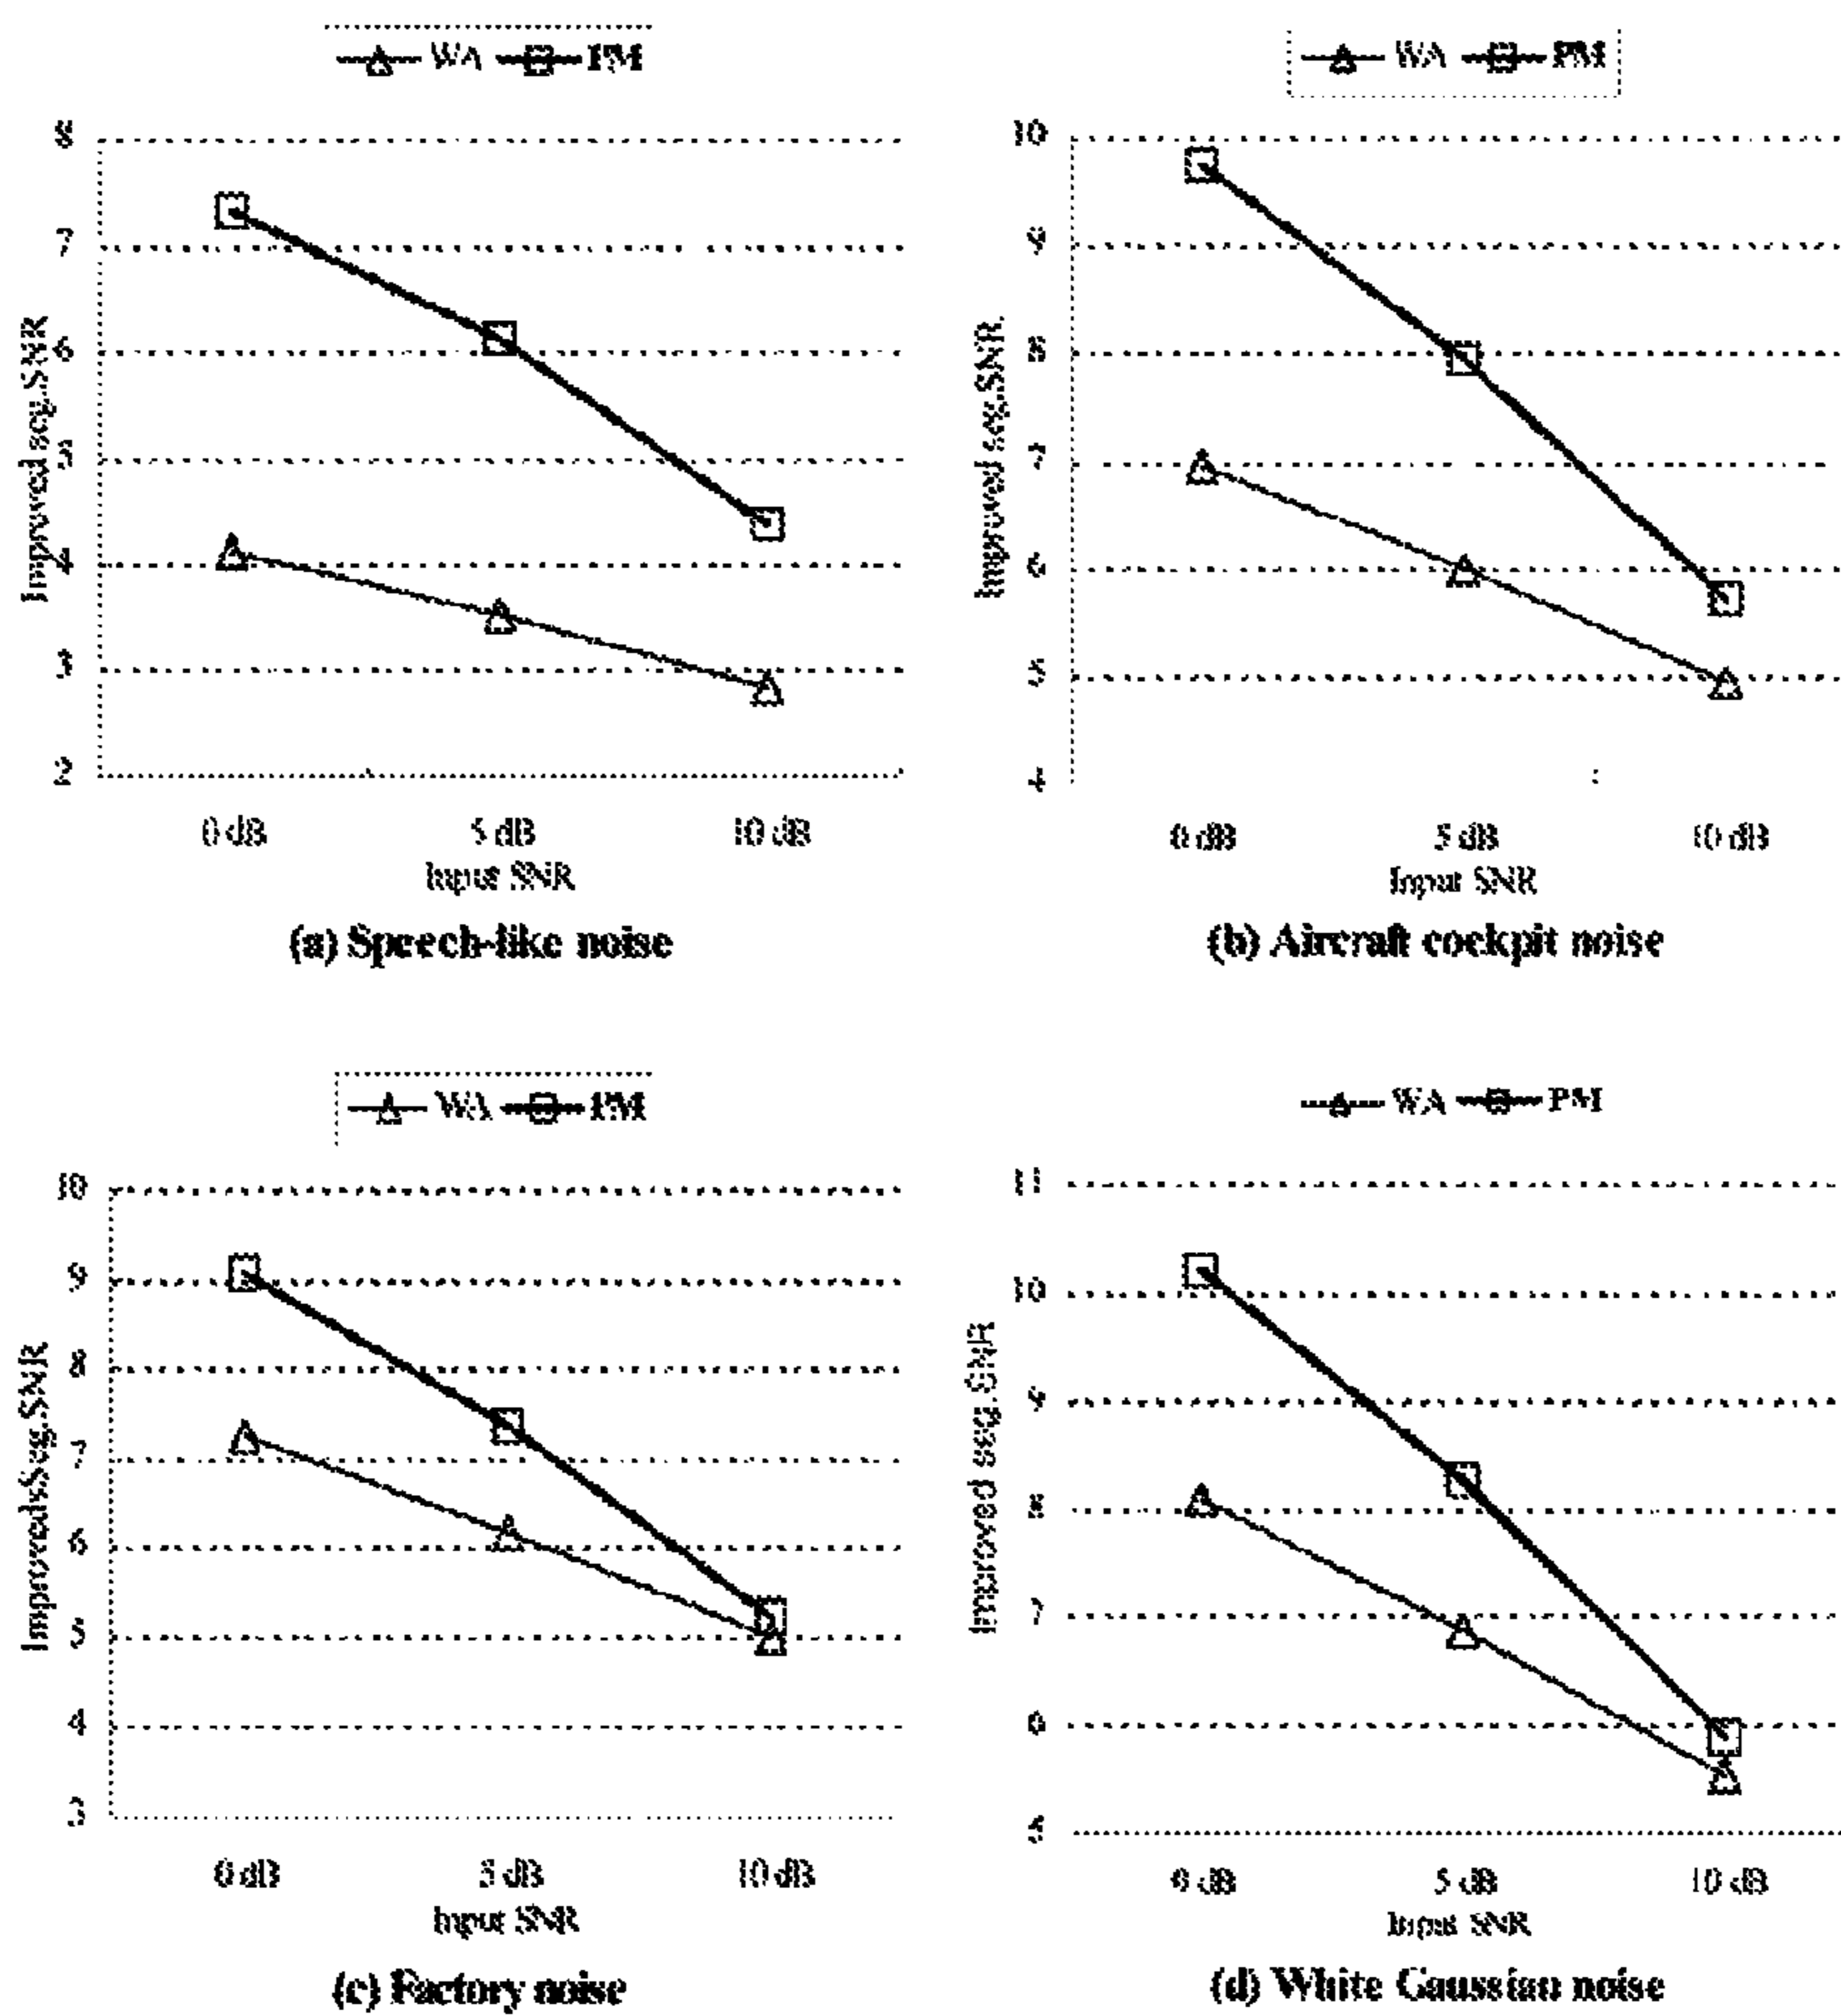 WA PM
8
7
6
5
4
3
2
Improved seg.SNR
0 dB 5 dB 10 dB
Input SNR
(a) Speech-like noise
WA PM
10
9
8
7
6
5
4
Improved seg.SNR
0 dB 5 dB 10 dB
Input SNR
(b) Aircraft cockpit noise
WA PM
10
9
8
7
6
5
4
3
ImprovedSeg.SNR
0 dB 5 dB 10 dB
Input SNR
(c) Factory noise
WA PM
11
10
9
8
7
6
5
Improved seg.SNR
0 dB 5 dB 10 dB
Input SNR
(d) White Gaussian noise